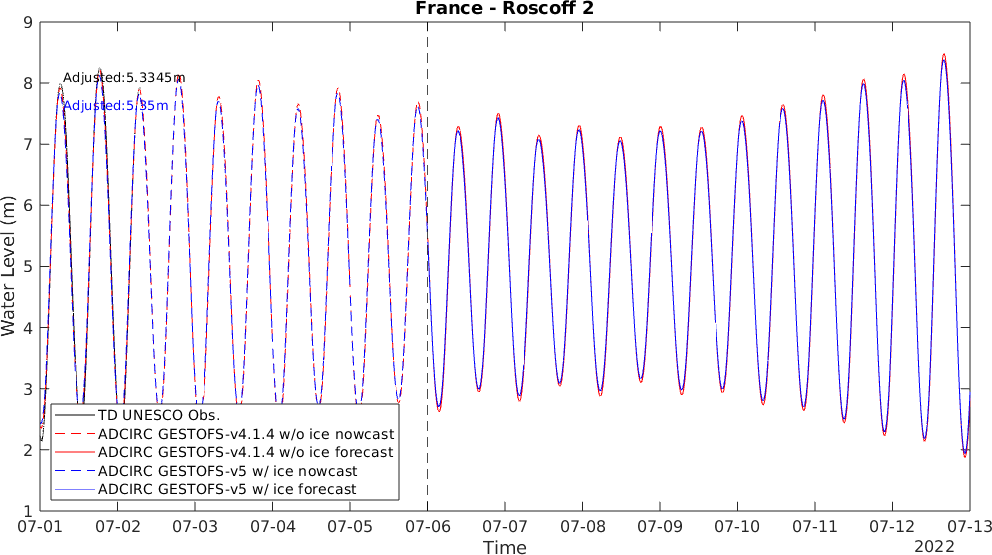 France - Roscoff 2
Adjusted:5.3345m
Adjusted:5.35m
Water Level (m)
9
8
7
6
5
4
3
2
1
TD UNESCO Obs.
ADCIRC GESTOFS-v4.1.4 w/o ice nowcast
ADCIRC GESTOFS-v4.1.4 w/o ice forecast
ADCIRC GESTOFS-v5 w/ ice nowcast
ADCIRC GESTOFS-v5 w/ ice forecast
07-01 07-02 07-03 07-04 07-05 07-06 07-07 07-08 07-09 07-10 07-11 07-12 07-13
Time
2022